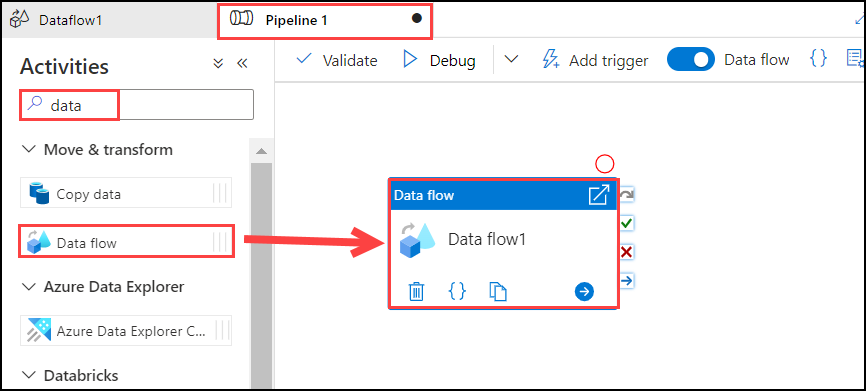 Dataflow1
Pipeline 1
Activities
data
Move & transform
Copy data
Data flow
Azure Data Explorer
Azure Data Explorer C...
Databricks
Validate
Debug
Add trigger
Data flow
{}
Data flow
Data flow1
{}